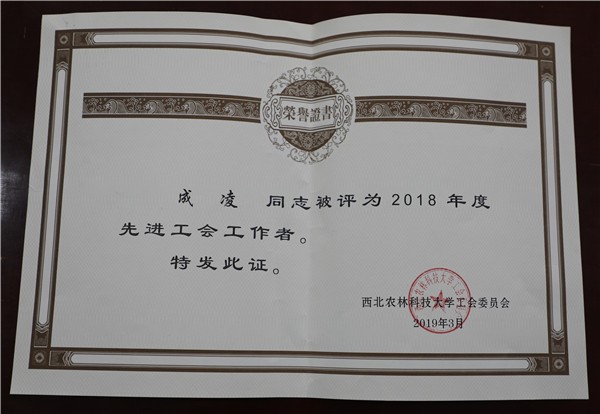 榮譽證書
成凌 同志被评为2018年度
先进工会工作者。
特发此证。
西北农林科技大学工会委员会
2019年3月